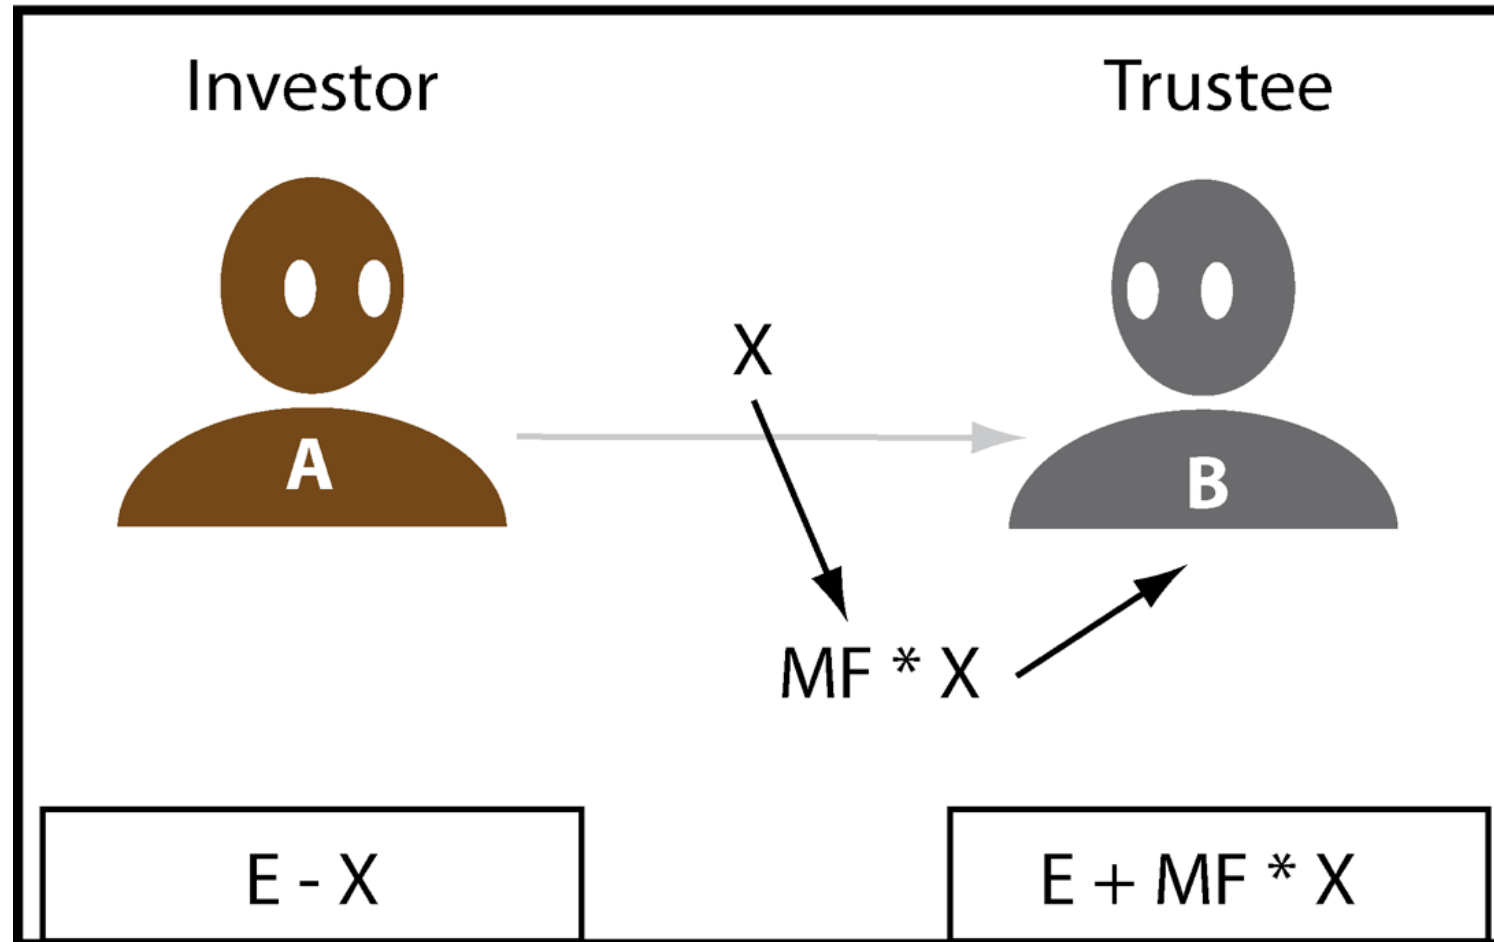 Investor
Trustee
A
X
B
MF * X
E - X
E + MF * X